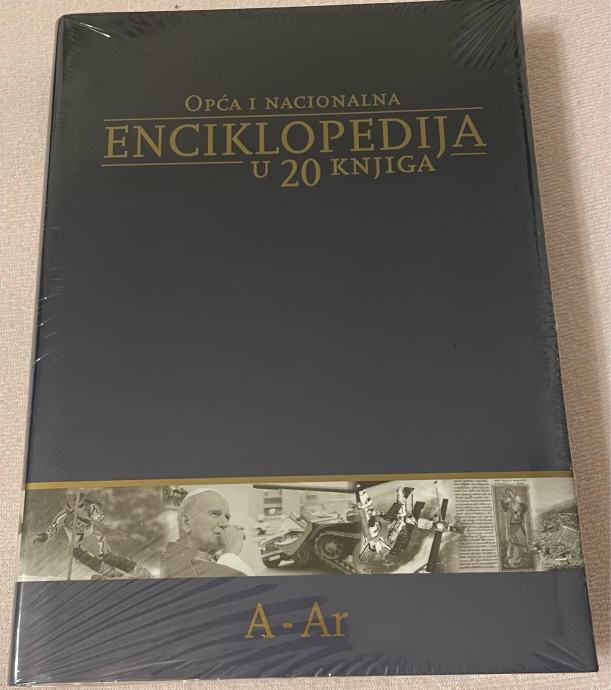 OPĆA I NACIONALNA
ENCIKLOPEDIJA
U 20 KNJIGA
A - Ar